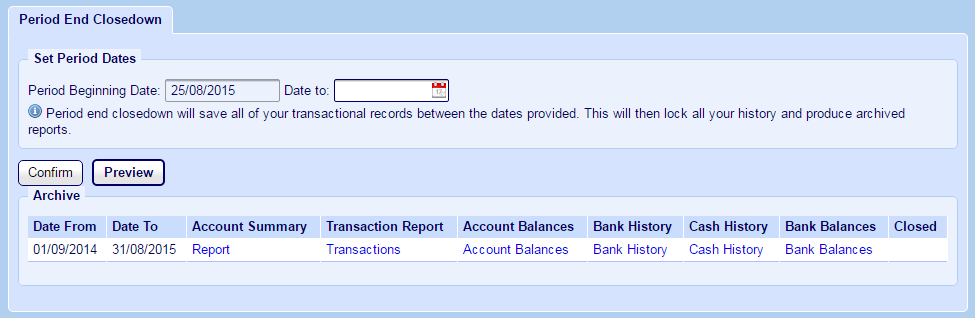 Period End Closedown
Set Period Dates
Period Beginning Date: 25/08/2015 Date to:
Period end closedown will save all of your transactional records between the dates provided. This will then lock all your history and produce archived
reports.
Confirm Preview
Archive
Date From Date To Account Summary Transaction Report Account Balances Bank History Cash History Bank Balances Closed
01/09/2014 31/08/2015 Report Transactions Account Balances Bank History Cash History Bank Balances